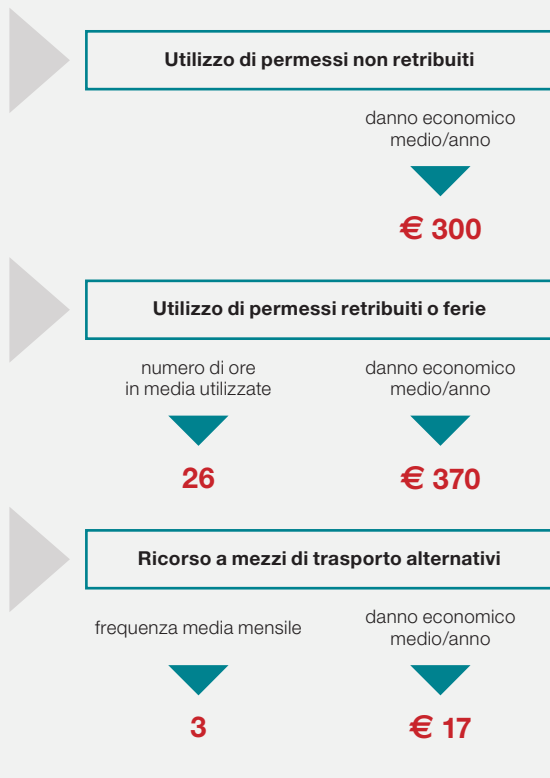 Utilizzo di permessi non retribuiti
danno economico
medio/anno
€ 300
Utilizzo di permessi retribuiti o ferie
numero di ore
in media utilizzate
26
danno economico
medio/anno
€ 370
Ricorso a mezzi di trasporto alternativi
frequenza media mensile
3
danno economico
medio/anno
€ 17